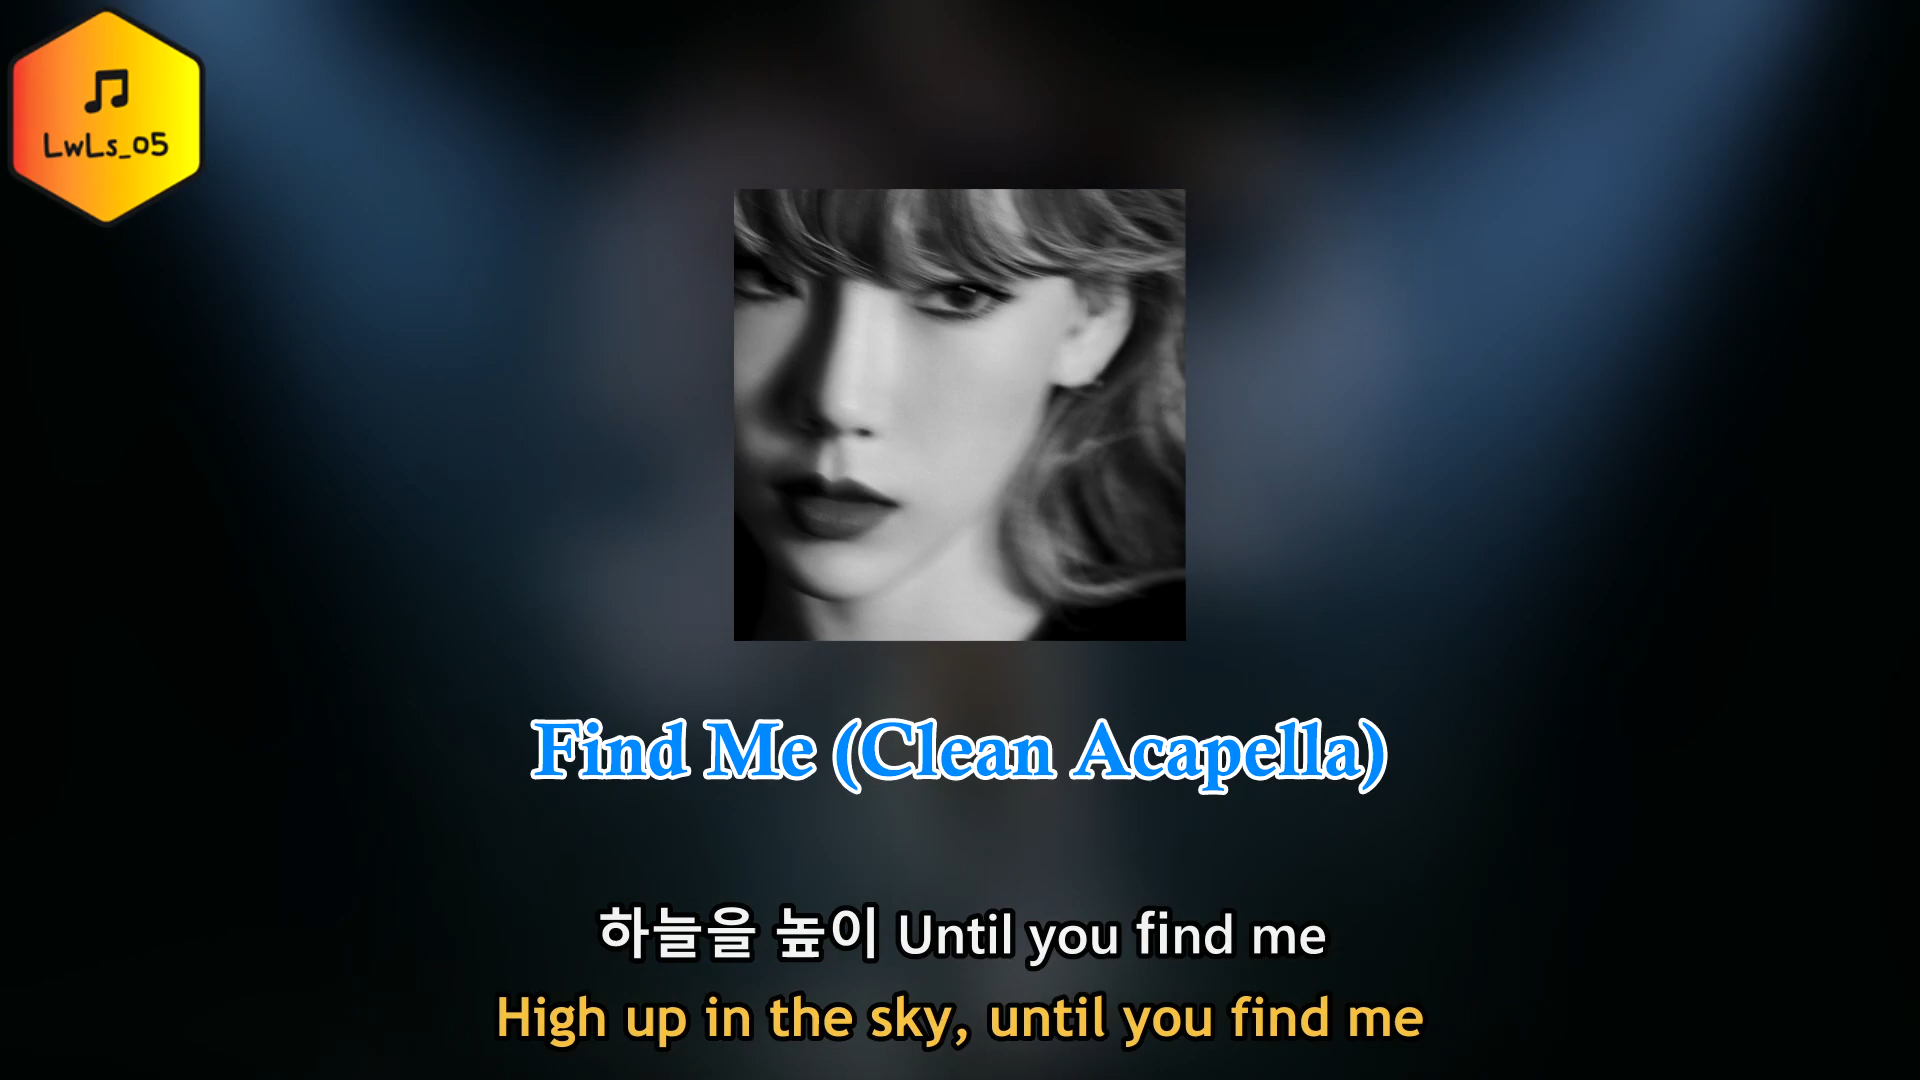 LwLs_05
Find Me (Clean Acapella)
하늘을 높이 Until you find me
High up in the sky, until you find me